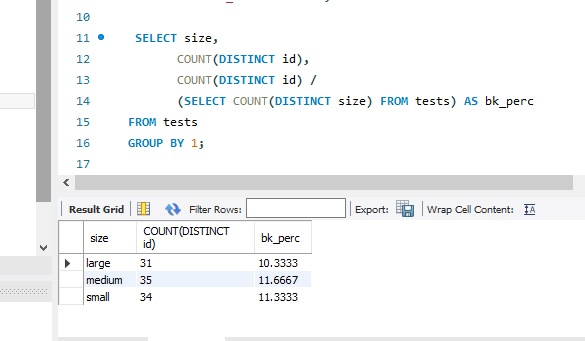 10
11 SELECT size,
12 COUNT(DISTINCT id),
13 COUNT(DISTINCT id) /
14 (SELECT COUNT(DISTINCT size) FROM tests) AS bk_perc
15 FROM tests
16 GROUP BY 1;
17
Result Grid Filter Rows: Export: Wrap Cell Content:
size COUNT(DISTINCT id) bk_perc
large 31 10.3333
medium 35 11.6667
small 34 11.3333